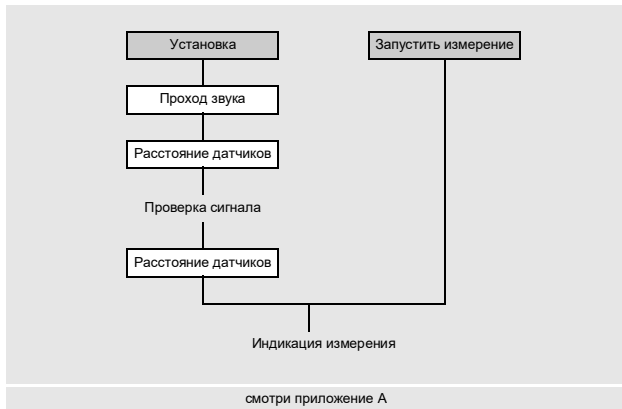 Установка
Запустить измерение
Проход звука
Расстояние датчиков
Проверка сигнала
Расстояние датчиков
Индикация измерения
смотри приложение А